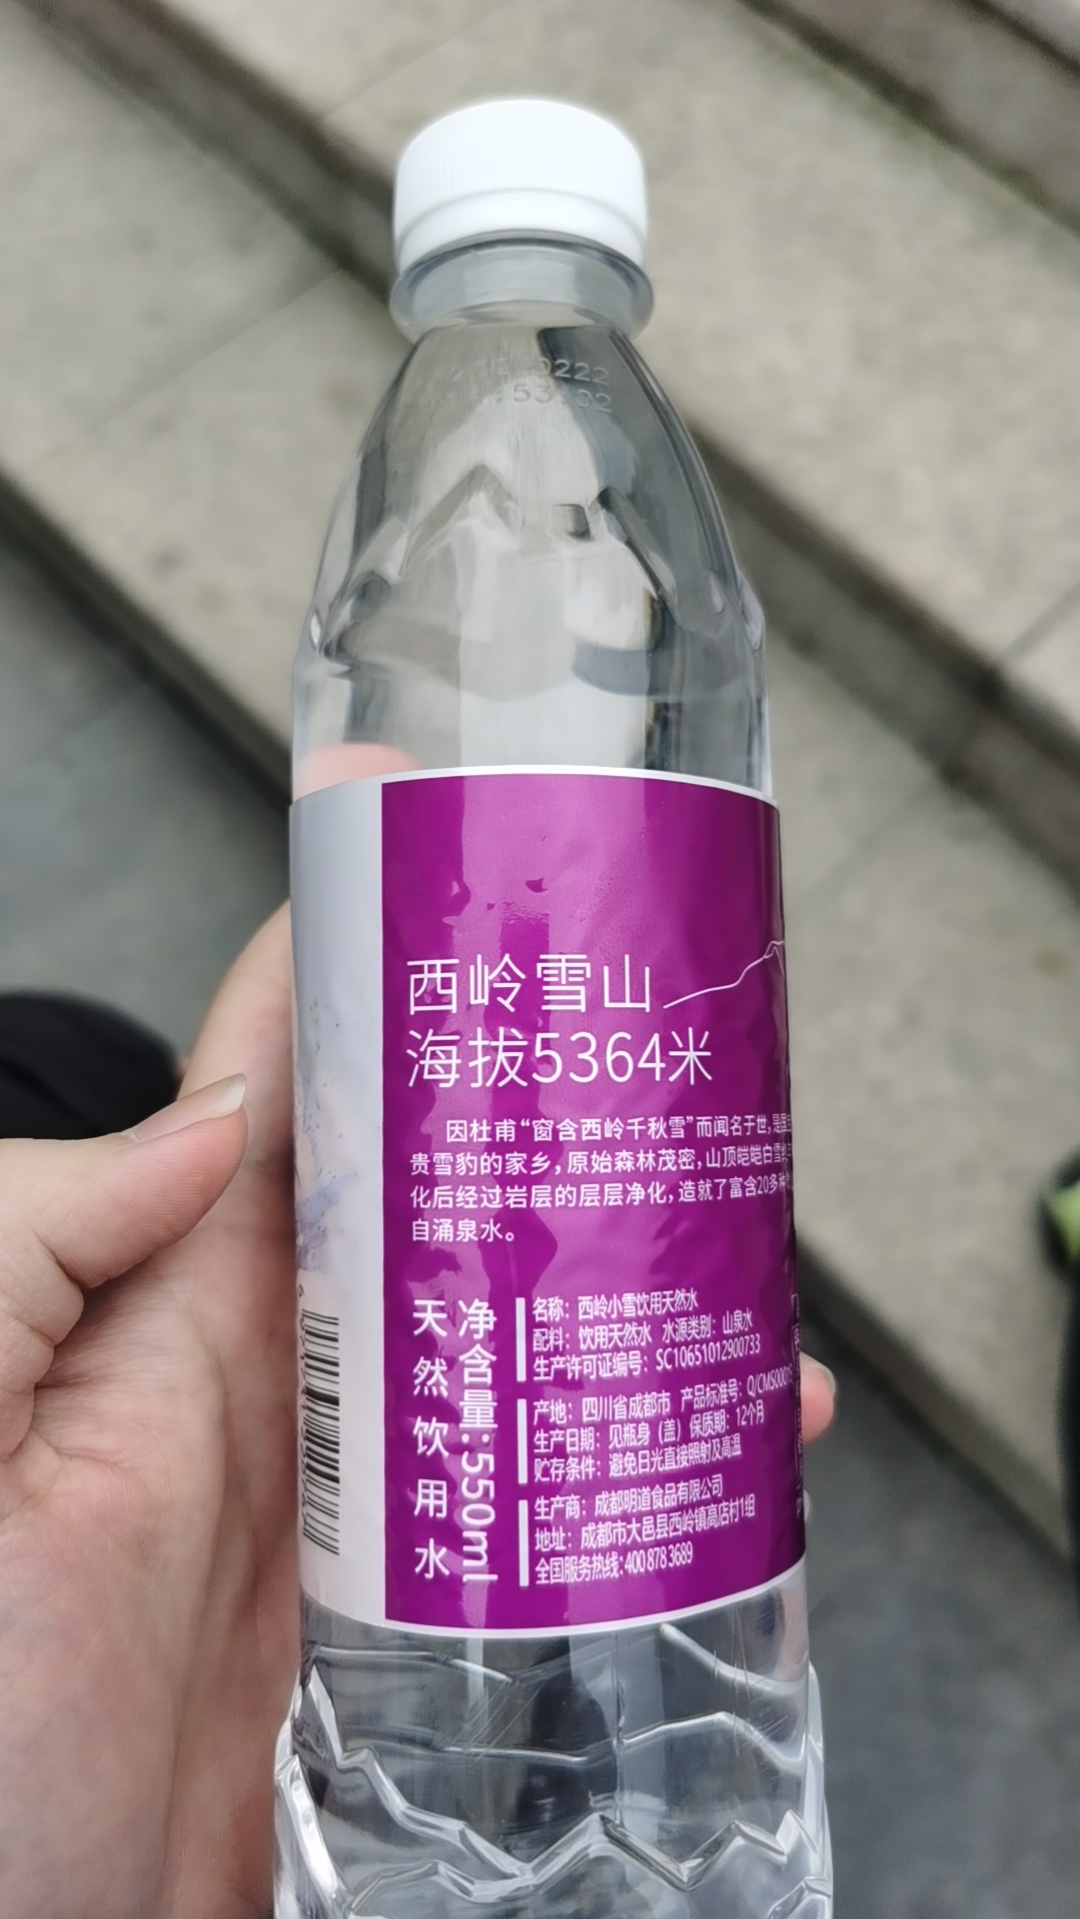 0222
53:02
西岭雪山
海拔5364米
因杜甫“窗含西岭千秋雪”而闻名于世,是国
贵雪豹的家乡,原始森林茂密,山顶皑皑白雪
化后经过岩层的层层净化,造就了富含20多种
自涌泉水。
天然饮用水
净含量:550ml
名称: 西岭小雪饮用天然水
配料: 饮用天然水 水源类别: 山泉水
生产许可证编号: SC10651012900733
产地: 四川省成都市 产品标准号: Q/CMS0001
生产日期: 见瓶身(盖) 保质期: 12个月
贮存条件: 避免日光直接照射及高温
生产商: 成都明道食品有限公司
地址: 成都市大邑县西岭镇高店村1组
全国服务热线:400 878 3689